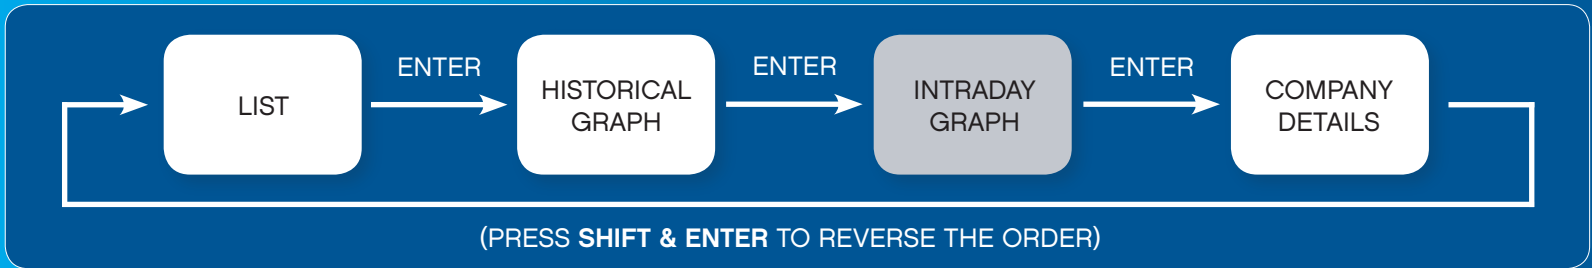 LIST
ENTER
HISTORICAL
GRAPH
ENTER
INTRADAY
GRAPH
ENTER
COMPANY
DETAILS
(PRESS SHIFT & ENTER TO REVERSE THE ORDER)